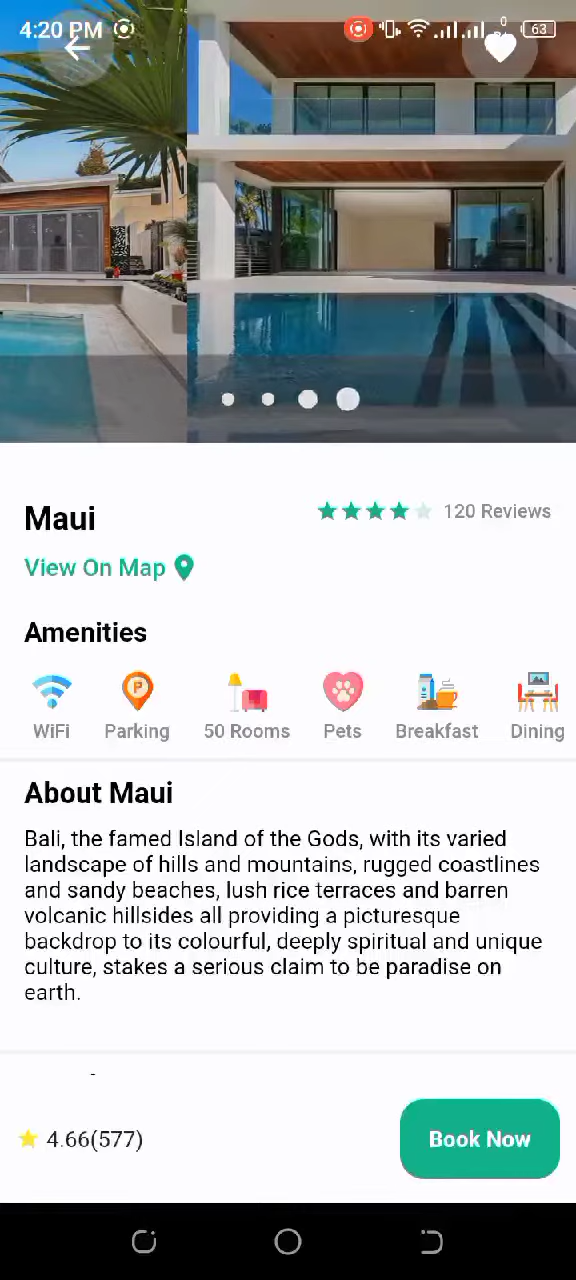 4:20 PM
0
63
Maui
120 Reviews
View On Map
Amenities
P
WiFi
Parking
50 Rooms
Pets
Breakfast
Dining
About Maui
Bali, the famed Island of the Gods, with its varied
landscape of hills and mountains, rugged coastlines
and sandy beaches, lush rice terraces and barren
volcanic hillsides all providing a picturesque
backdrop to its colourful, deeply spiritual and unique
culture, stakes a serious claim to be paradise on
earth.
4.66(577)
Book Now